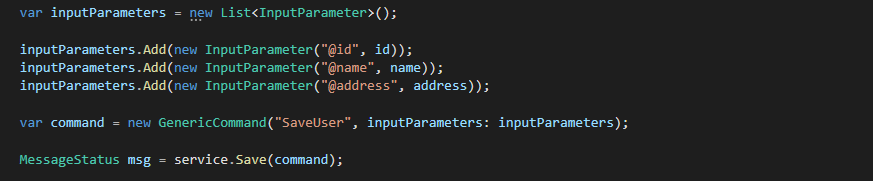 var inputParameters = new List<InputParameter>();
inputParameters.Add(new InputParameter("@id", id));
inputParameters.Add(new InputParameter("@name", name));
inputParameters.Add(new InputParameter("@address", address));
var command = new GenericCommand("SaveUser", inputParameters: inputParameters);
MessageStatus msg = service.Save(command);